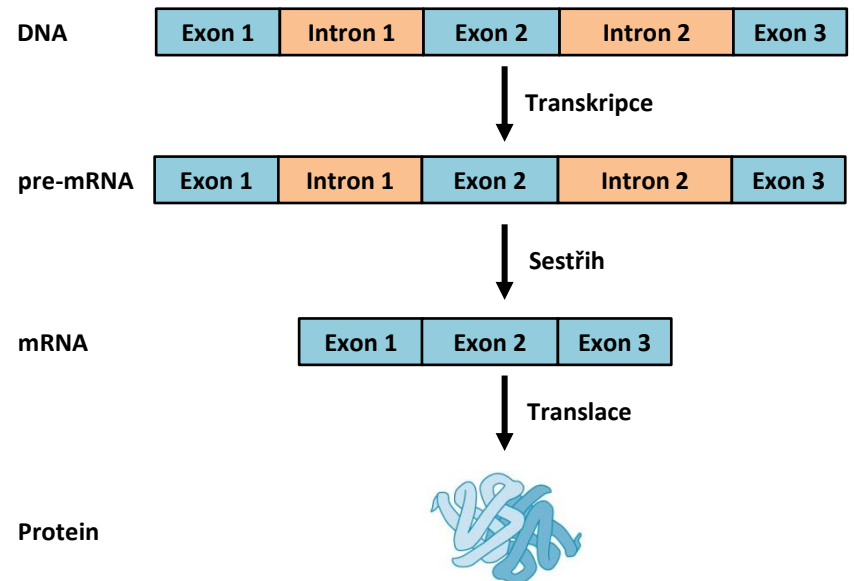 DNA Exon 1 Intron 1 Exon 2 Intron 2 Exon 3
Transkripce
pre-mRNA Exon 1 Intron 1 Exon 2 Intron 2 Exon 3
Sestřih
mRNA Exon 1 Exon 2 Exon 3
Translace
Protein